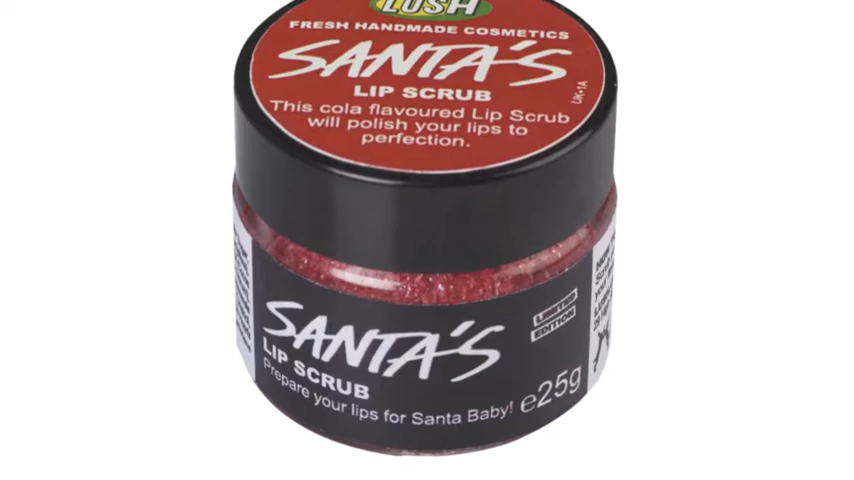 LUSH
FRESH HANDMADE COSMETICS
SANTA'S
LIP SCRUB
This cola flavoured Lip Scrub
will polish your lips to
perfection.
UK•1A
SANTA'S
LIP SCRUB
Prepare your lips for Santa Baby!
LIMITED
EDITION
e25g